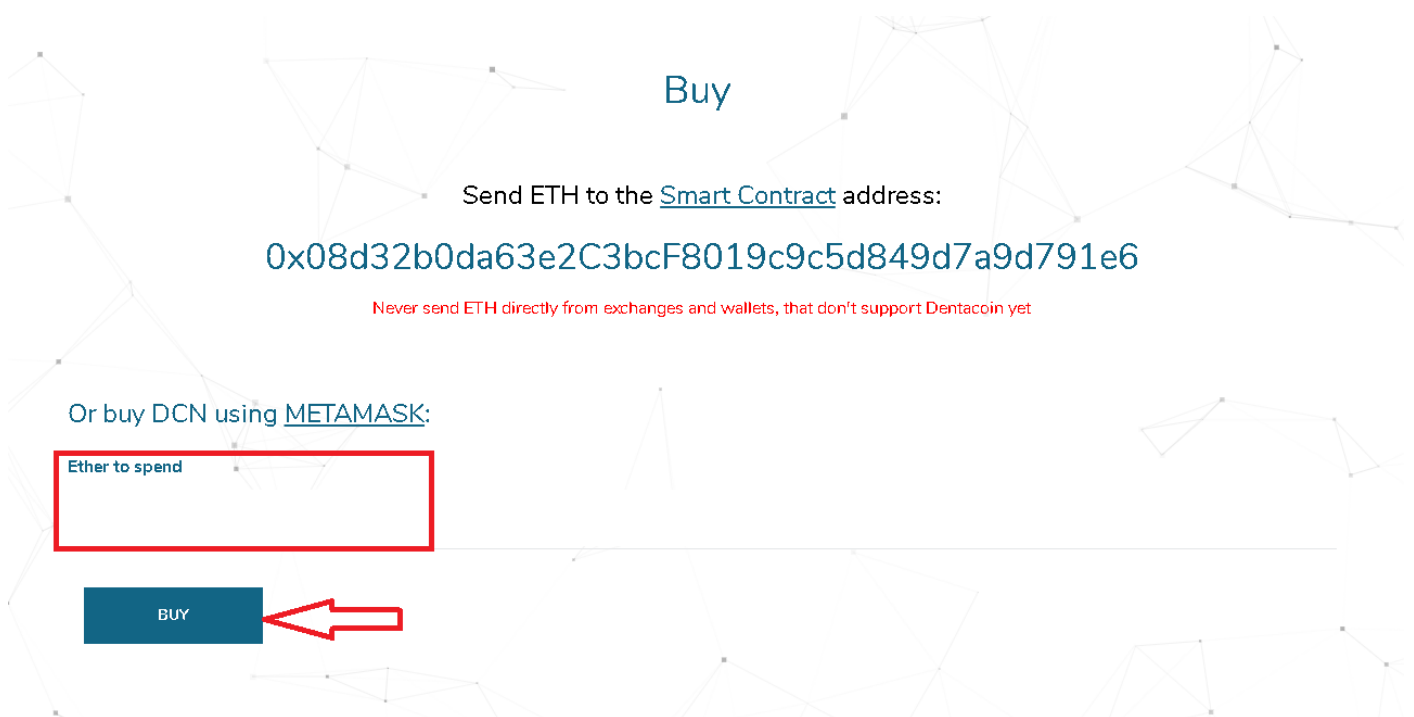 Buy
Send ETH to the Smart Contract address:
0x08d32b0da63e2C3bcF8019c9c5d849d7a9d791e6
Never send ETH directly from exchanges and wallets, that don't support Dentacoin yet
Or buy DCN using METAMASK:
Ether to spend
BUY